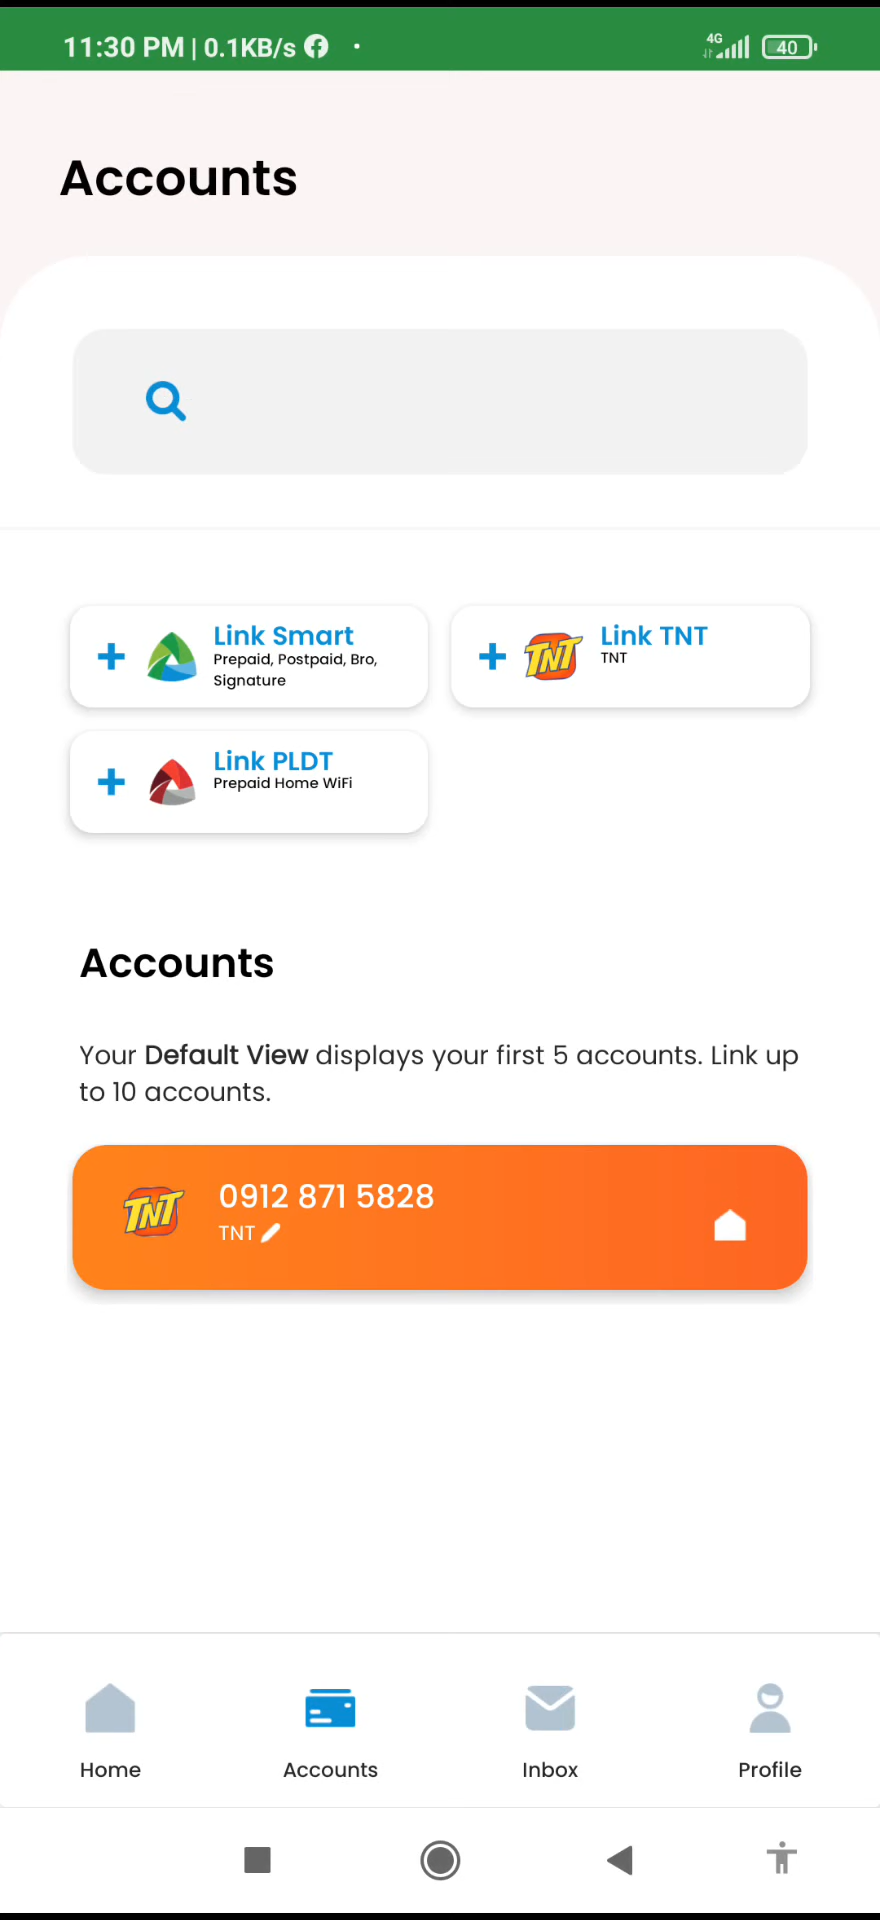 11:30 PM | 0.1KB/s
4G
40
Accounts
Link Smart
Prepaid, Postpaid, Bro,
Signature
TNT
Link TNT
TNT
Link PLDT
Prepaid Home WiFi
Accounts
Your Default View displays your first 5 accounts. Link up
to 10 accounts.
TNT
0912 871 5828
TNT
Home
Accounts
Inbox
Profile